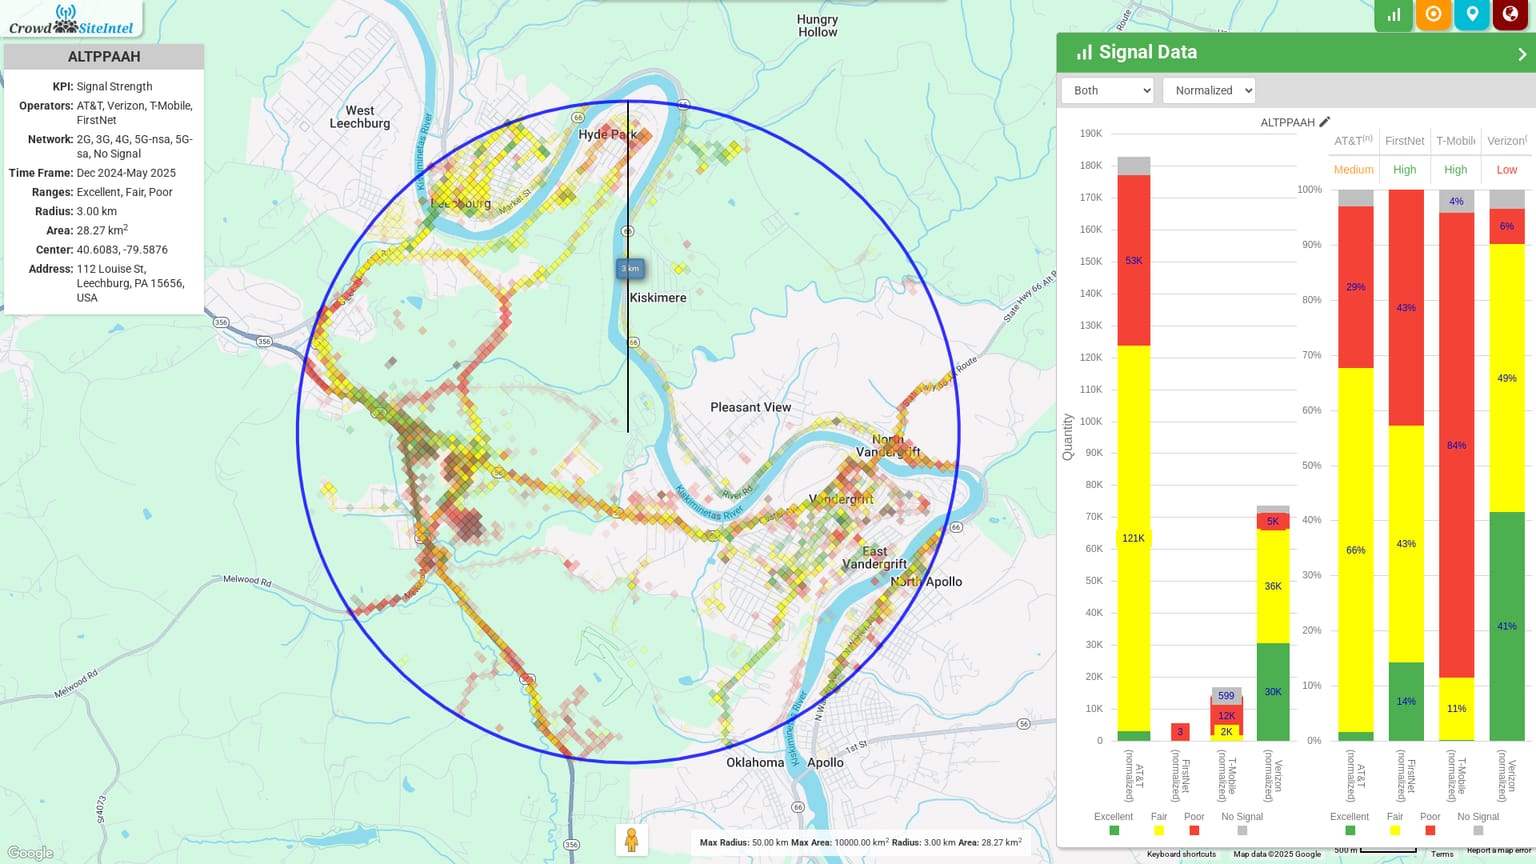 CrowdSiteIntel
ALTPPAAH
KPI: Signal Strength
Operators: AT&T, Verizon, T-Mobile,
FirstNet
Network: 2G, 3G, 4G, 5G-nsa, 5G-
sa, No Signal
Time Frame: Dec 2024-May 2025
Ranges: Excellent, Fair, Poor
Radius: 3.00 km
Area: 28.27 km²
Center: 40.6083, -79.5876
Address: 112 Louise St,
Leechburg, PA 15656,
USA
Hungry
Hollow
West
Leechburg
Kiskiminetas River
66
66
Hyde Park
Leechburg
Market St
66
3 km
Kiskimere
66
356
356
State Hwy 66 Alt R
Route
Pleasant View
North
Vandergrift
56
River Rd
Kiskiminetas River
Vandergrift
66
East
Vandergrift
North Apollo
Melwood Rd
Melwood Rd
N Warren
Kiskiminetas River
56
1st St
Oklahoma
Apollo
66
356
Sr4073
Google
Max Radius: 50.00 km Max Area: 10000.00 km² Radius: 3.00 km Area: 28.27 km²
Keyboard shortcuts
Map data ©2025 Google
500 m
Terms
Report a map error
Signal Data
Both
Normalized
ALTPPAAH
Quantity
190K
180K
170K
160K
150K
140K
130K
120K
110K
100K
90K
80K
70K
60K
50K
40K
30K
20K
10K
0
53K
121K
3
599
12K
2K
5K
36K
30K
AT&T
(normalized)
FirstNet
(normalized)
T-Mobile
(normalized)
Verizon
(normalized)
Excellent
Fair
Poor
No Signal
AT&T(n)
FirstNet
T-Mobile
Verizon(
Medium
High
High
Low
100%
90%
80%
70%
60%
50%
40%
30%
20%
10%
0%
29%
66%
43%
43%
14%
4%
84%
11%
6%
49%
41%
AT&T
(normalized)
FirstNet
(normalized)
T-Mobile
(normalized)
Verizon
(normalized)
Excellent
Fair
Poor
No Signal